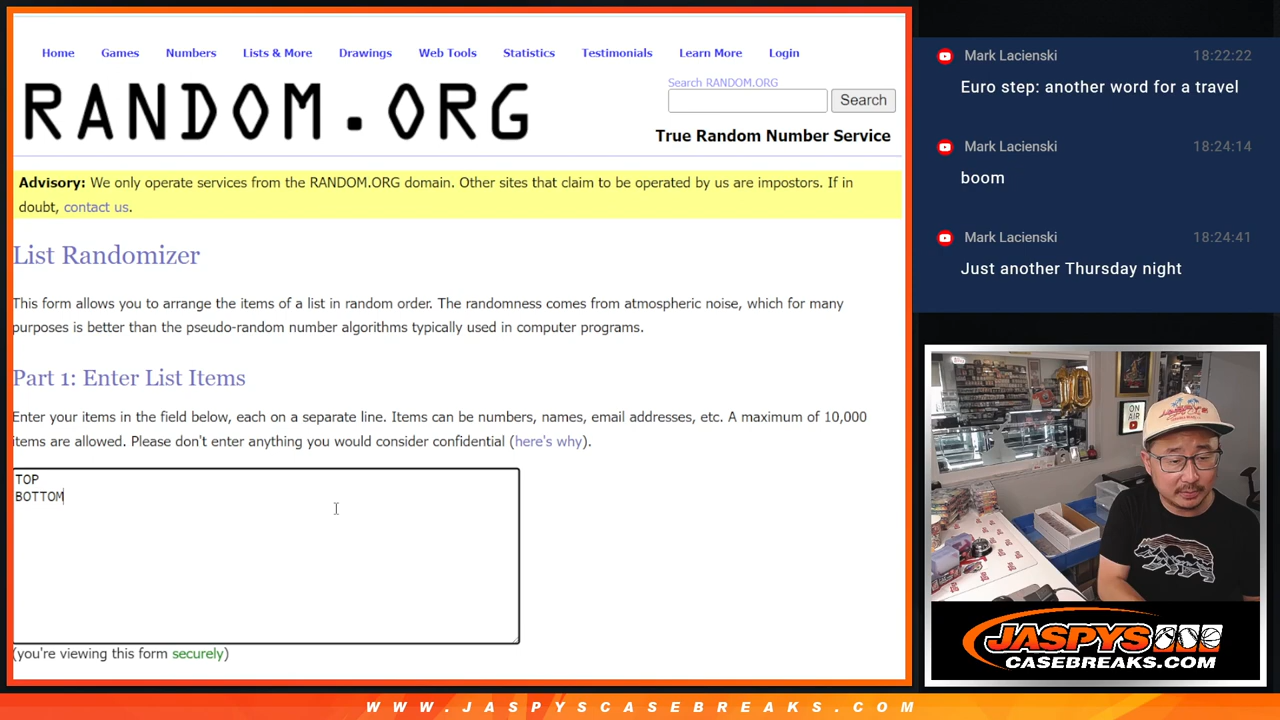 Home Games Numbers Lists & More Drawings Web Tools Statistics Testimonials Learn More Login
RANDOM.ORG
Search RANDOM.ORG
Search
True Random Number Service
Advisory: We only operate services from the RANDOM.ORG domain. Other sites that claim to be operated by us are impostors. If in
doubt, contact us.
List Randomizer
This form allows you to arrange the items of a list in random order. The randomness comes from atmospheric noise, which for many
purposes is better than the pseudo-random number algorithms typically used in computer programs.
Part 1: Enter List Items
Enter your items in the field below, each on a separate line. Items can be numbers, names, email addresses, etc. A maximum of 10,000
items are allowed. Please don't enter anything you would consider confidential (here's why).
TOP
BOTTOM
(you're viewing this form securely)
Mark Lacienski 18:22:22
Euro step: another word for a travel
Mark Lacienski 18:24:14
boom
Mark Lacienski 18:24:41
Just another Thursday night
10
ON
AIR
JASPYS
CASEBREAKS.COM
WWW.JASPYSCASEBREAKS.COM